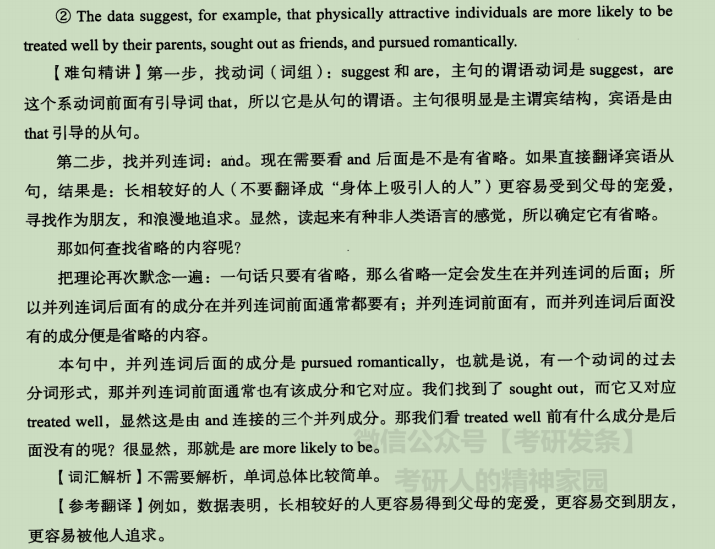 ② The data suggest, for example, that physically attractive individuals are more likely to be
treated well by their parents, sought out as friends, and pursued romantically.
【难句精讲】第一步，找动词（词组）：suggest 和 are，主句的谓语动词是 suggest，are
这个系动词前面有引导词 that，所以它是从句的谓语。主句很明显是主谓宾结构，宾语是由
that 引导的从句。
第二步，找并列连词：and。现在需要看 and 后面是不是有省略。如果直接翻译宾语从
句，结果是：长相较好的人（不要翻译成“身体上吸引人的人”）更容易受到父母的宠爱，
寻找作为朋友，和浪漫地追求。显然，读起来有种非人类语言的感觉，所以确定它有省略。
那如何查找省略的内容呢？
把理论再次默念一遍：一句话只要有省略，那么省略一定会发生在并列连词的后面；所
以并列连词后面有的成分在并列连词前面通常都要有；并列连词前面有，而并列连词后面没
有的成分便是省略的内容。
本句中，并列连词后面的成分是 pursued romantically，也就是说，有一个动词的过去
分词形式，那并列连词前面通常也有该成分和它对应。我们找到了 sought out，而它又对应
treated well，显然这是由 and 连接的三个并列成分。那我们看 treated well 前有什么成分是后
面没有的呢？很显然，那就是 are more likely to be。
微信公众号【考研发条】
【词汇解析】不需要解析，单词总体比较简单。
考研人的精神家园
【参考翻译】例如，数据表明，长相较好的人更容易得到父母的宠爱，更容易交到朋友，
更容易被他人追求。